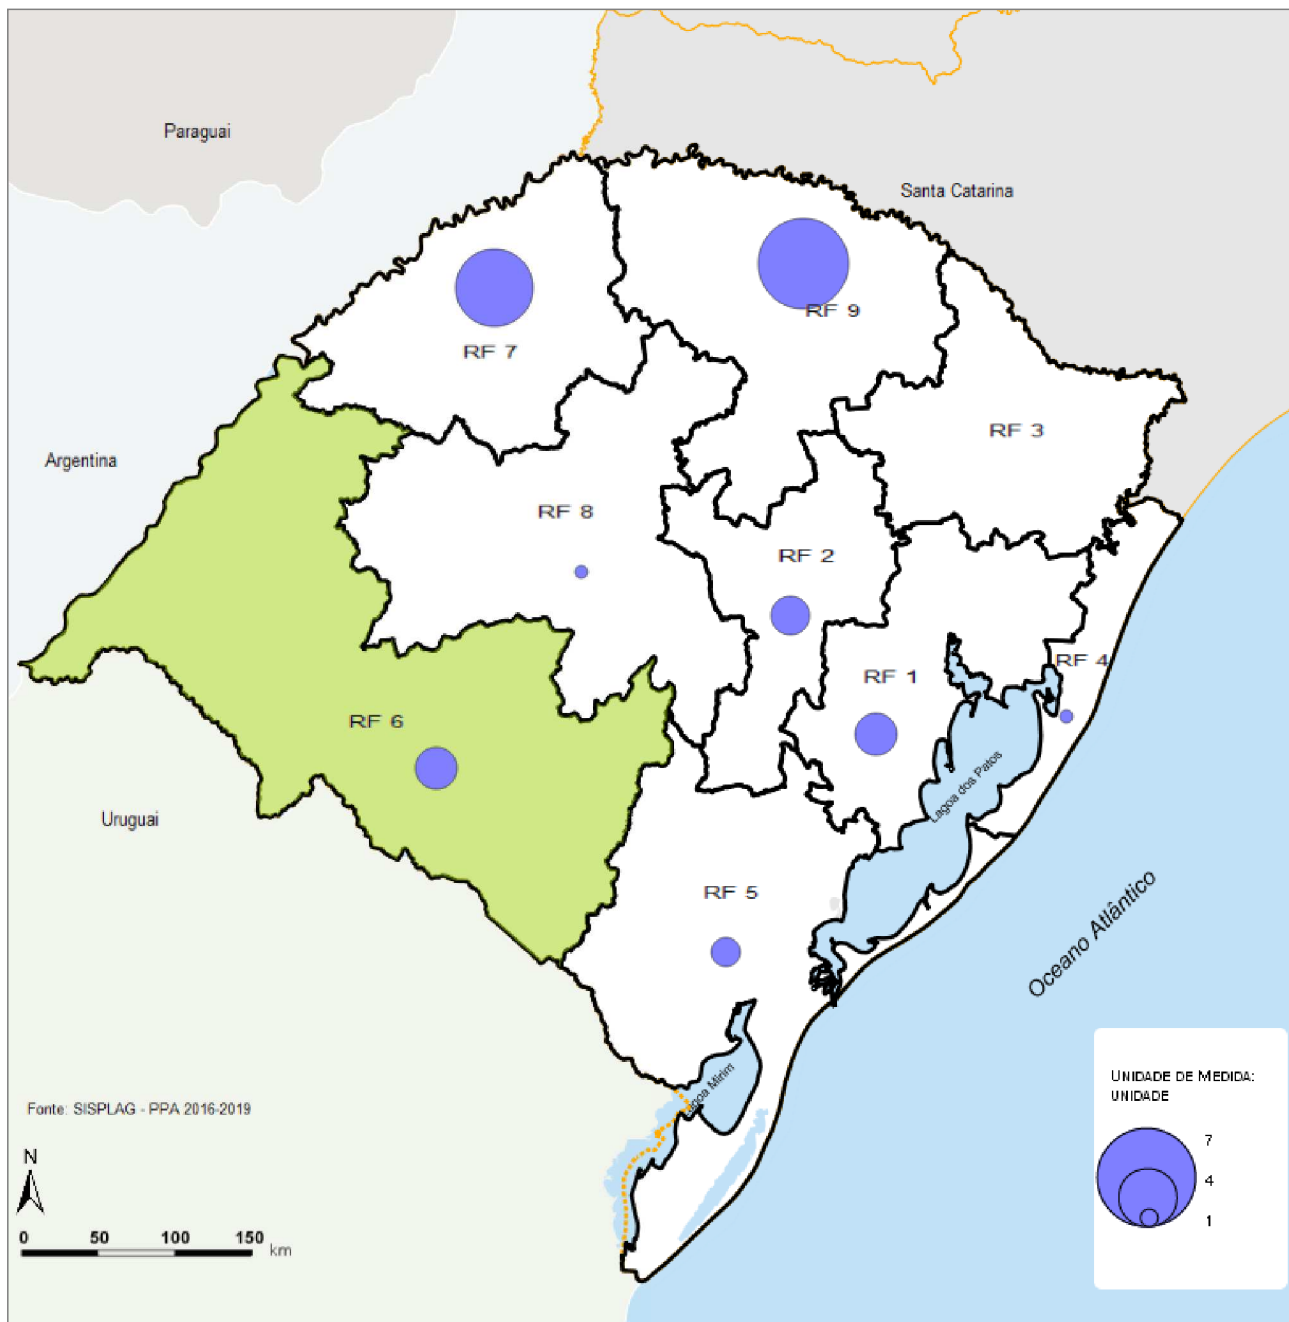 Paraguai
Santa Catarina
RF 9
RF 7
RF 3
Argentina
RF 8
RF 2
RF 4
RF 1
RF 6
Lagoa dos Patos
Uruguai
RF 5
Oceano Atlântico
Lagoa Mirim
UNIDADE DE MEDIDA:
UNIDADE
7
4
1
Fonte: SISPLAG - PPA 2016-2019
N
0 50 100 150
km